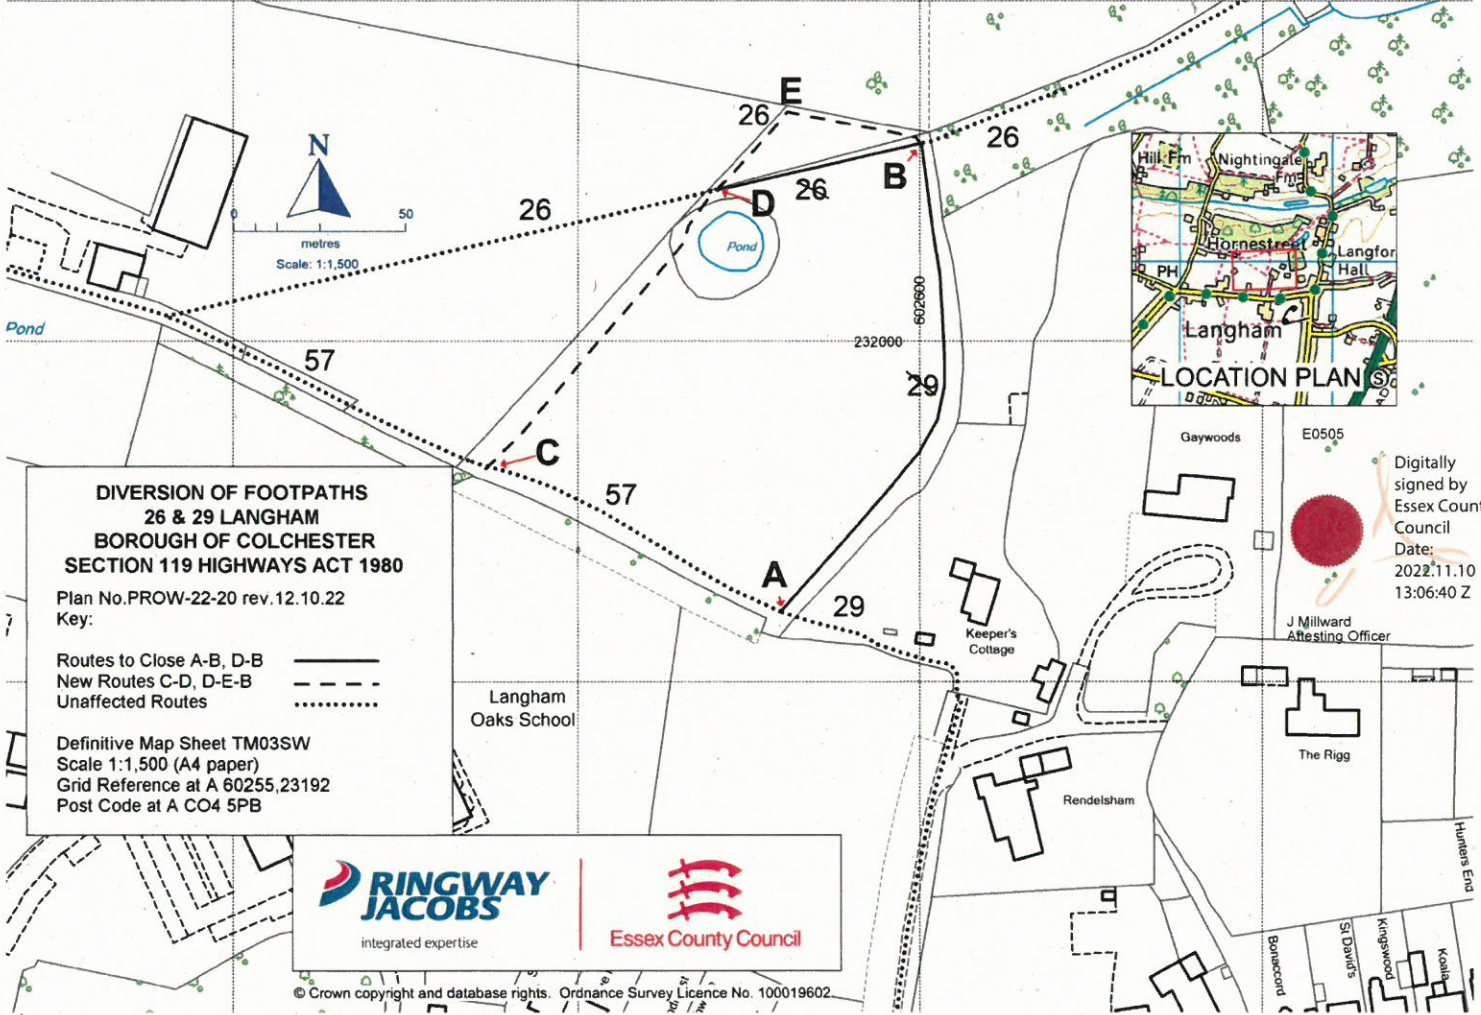 E
26
26
B
26
D
26
N
0
50
metres
Scale: 1:1,500
Pond
Pond
57
602600
232000
29
C
57
A
29
Hill Fm
Nightingale
Fm
Hornestreet
Langfor
Hall
PH
Langham
LOCATION PLAN
S
Gaywoods
E0505
Digitally
signed by
Essex Count
Council
Date:
2022.11.10
13:06:40 Z
J Millward
Attesting Officer
Keeper's
Cottage
The Rigg
Rendelsham
Langham
Oaks School
DIVERSION OF FOOTPATHS
26 & 29 LANGHAM
BOROUGH OF COLCHESTER
SECTION 119 HIGHWAYS ACT 1980
Plan No.PROW-22-20 rev.12.10.22
Key:
Routes to Close A-B, D-B
New Routes C-D, D-E-B
Unaffected Routes
Definitive Map Sheet TM03SW
Scale 1:1,500 (A4 paper)
Grid Reference at A 60255,23192
Post Code at A CO4 5PB
RINGWAY
JACOBS
integrated expertise
Essex County Council
Hunters End
Bonaccord
St David's
Kingswood
Koala
© Crown copyright and database rights. Ordnance Survey Licence No. 100019602